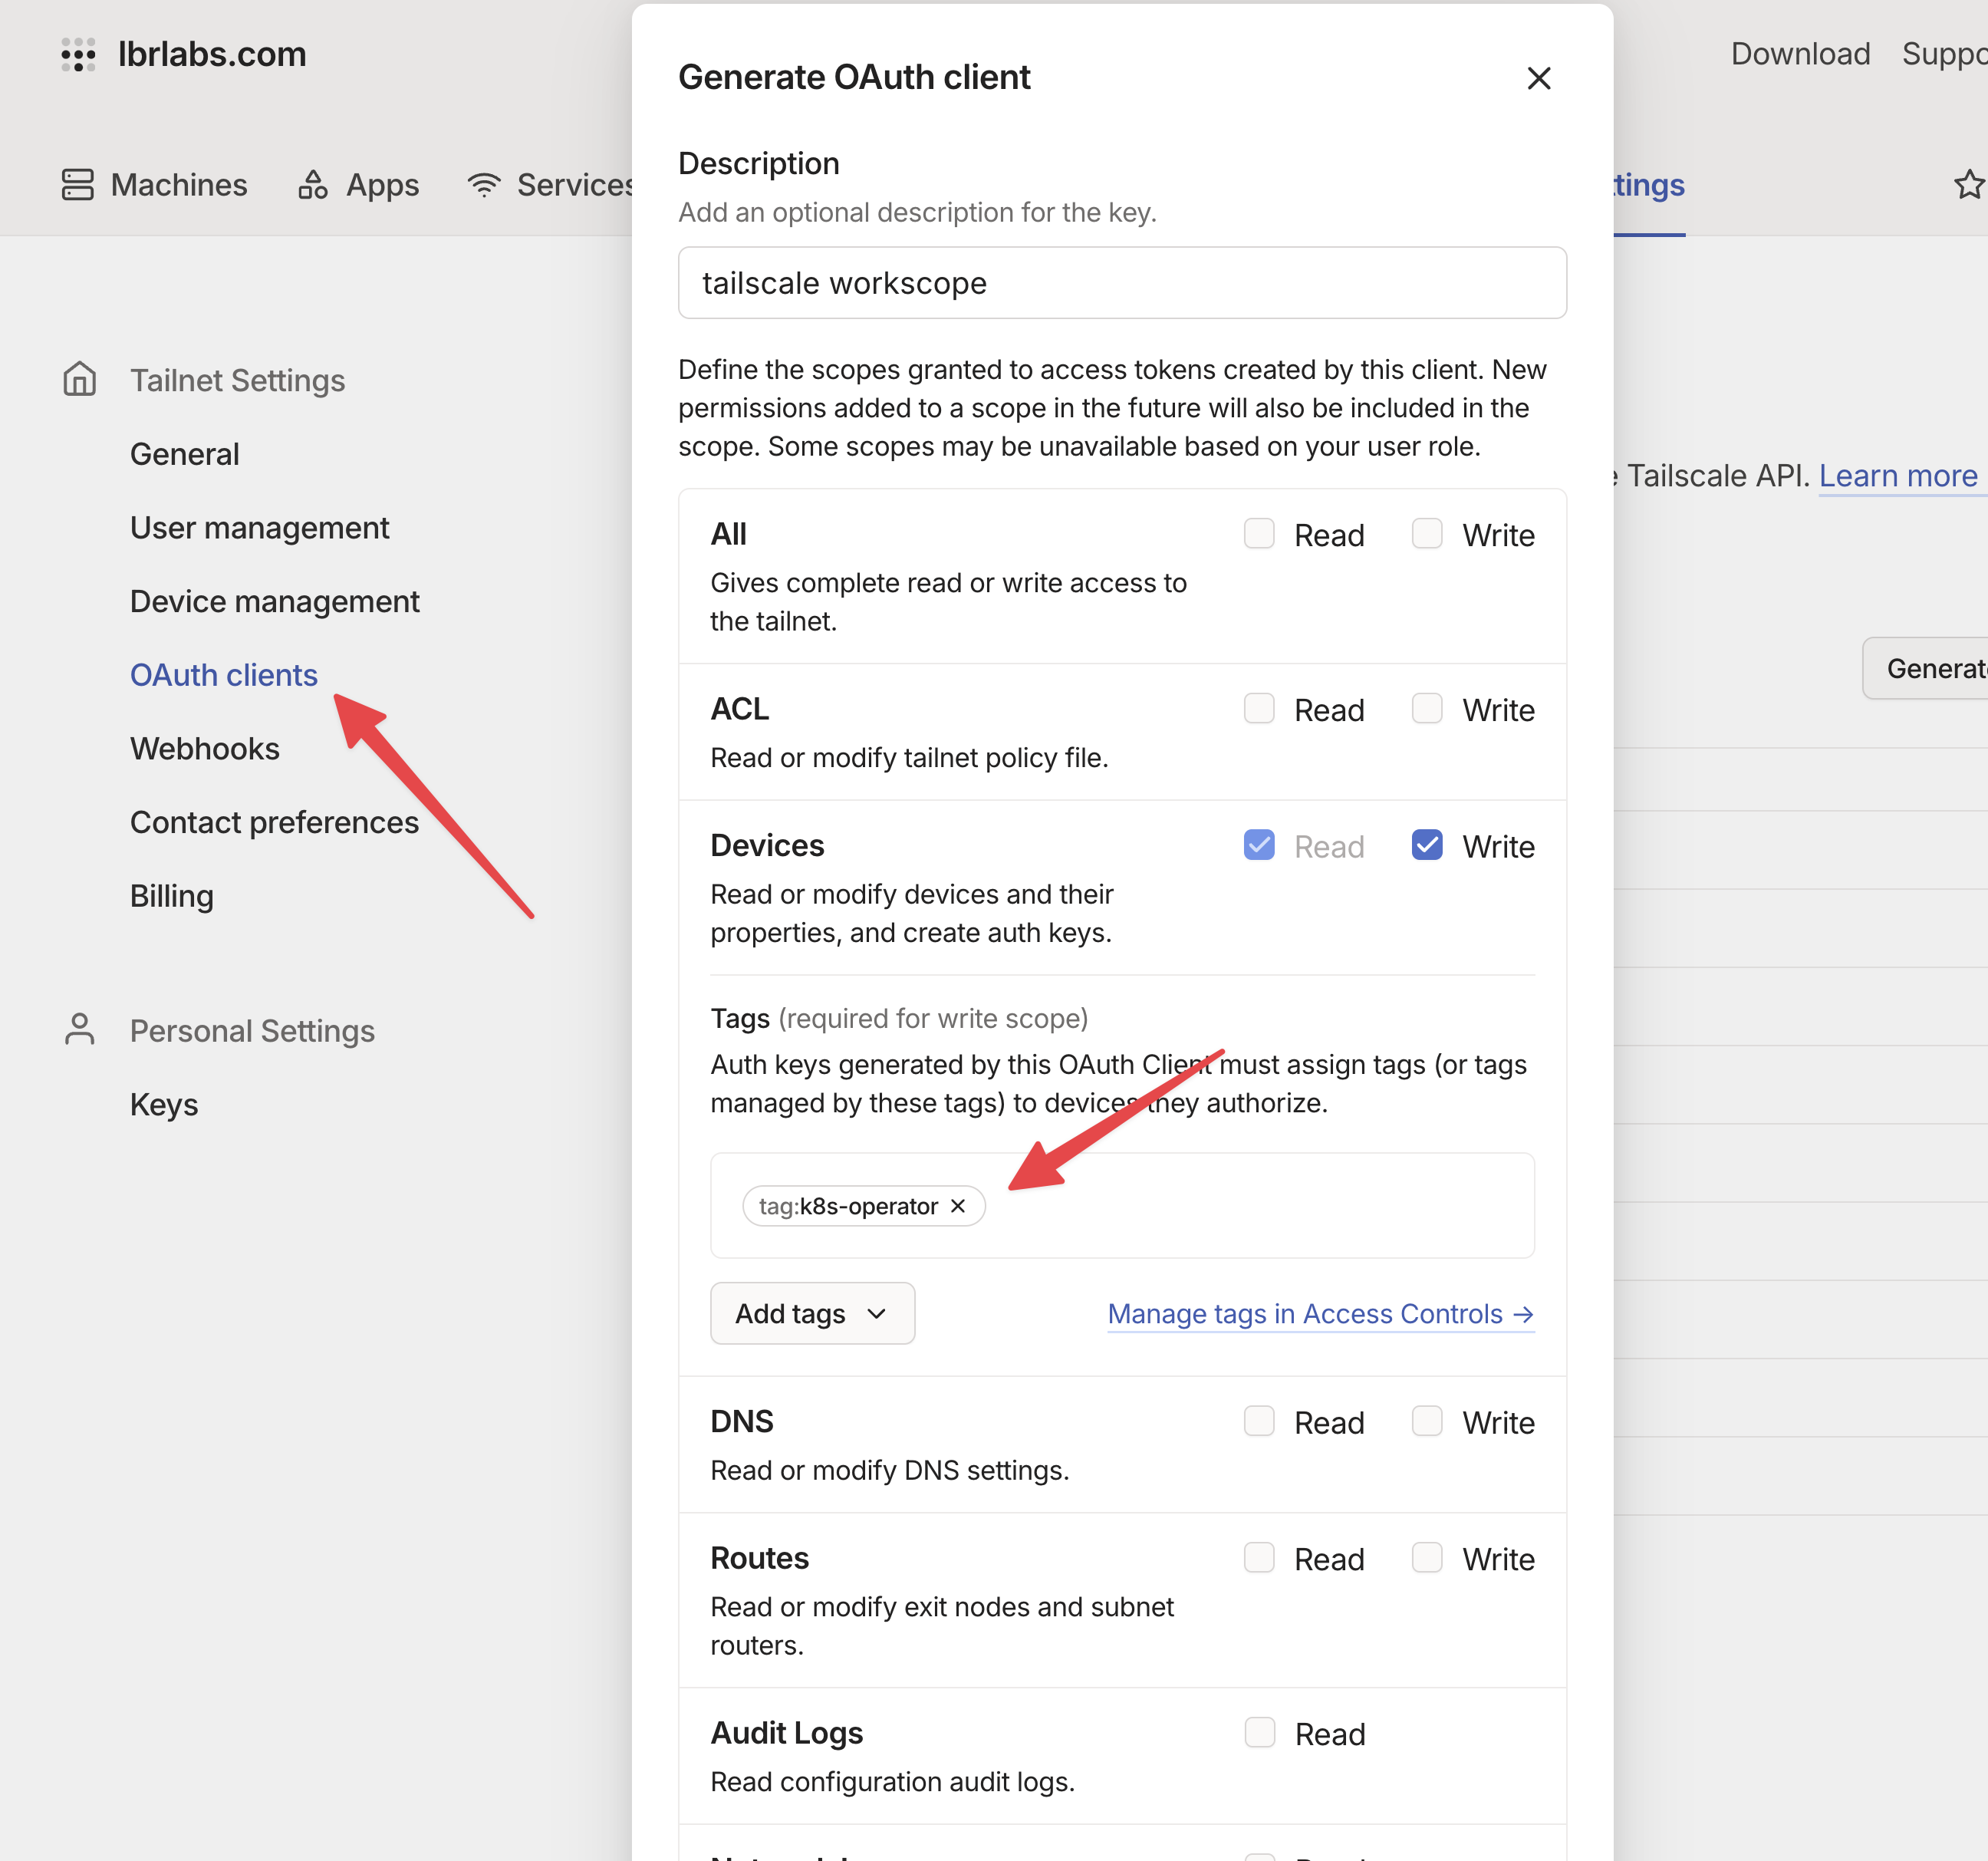 lbrlabs.com
Download Suppo
Machines Apps Services
ttings
Tailnet Settings
General
User management
Device management
OAuth clients
Webhooks
Contact preferences
Billing
Personal Settings
Keys
Generate OAuth client
Description
Add an optional description for the key.
tailscale workscope
Define the scopes granted to access tokens created by this client. New
permissions added to a scope in the future will also be included in the
scope. Some scopes may be unavailable based on your user role.
All Read Write
Gives complete read or write access to
the tailnet.
ACL Read Write
Read or modify tailnet policy file.
Devices Read Write
Read or modify devices and their
properties, and create auth keys.
Tags (required for write scope)
Auth keys generated by this OAuth Client must assign tags (or tags
managed by these tags) to devices they authorize.
tag:k8s-operator
Add tags Manage tags in Access Controls →
DNS Read Write
Read or modify DNS settings.
Routes Read Write
Read or modify exit nodes and subnet
routers.
Audit Logs Read
Read configuration audit logs.
Tailscale API. Learn more
Generate